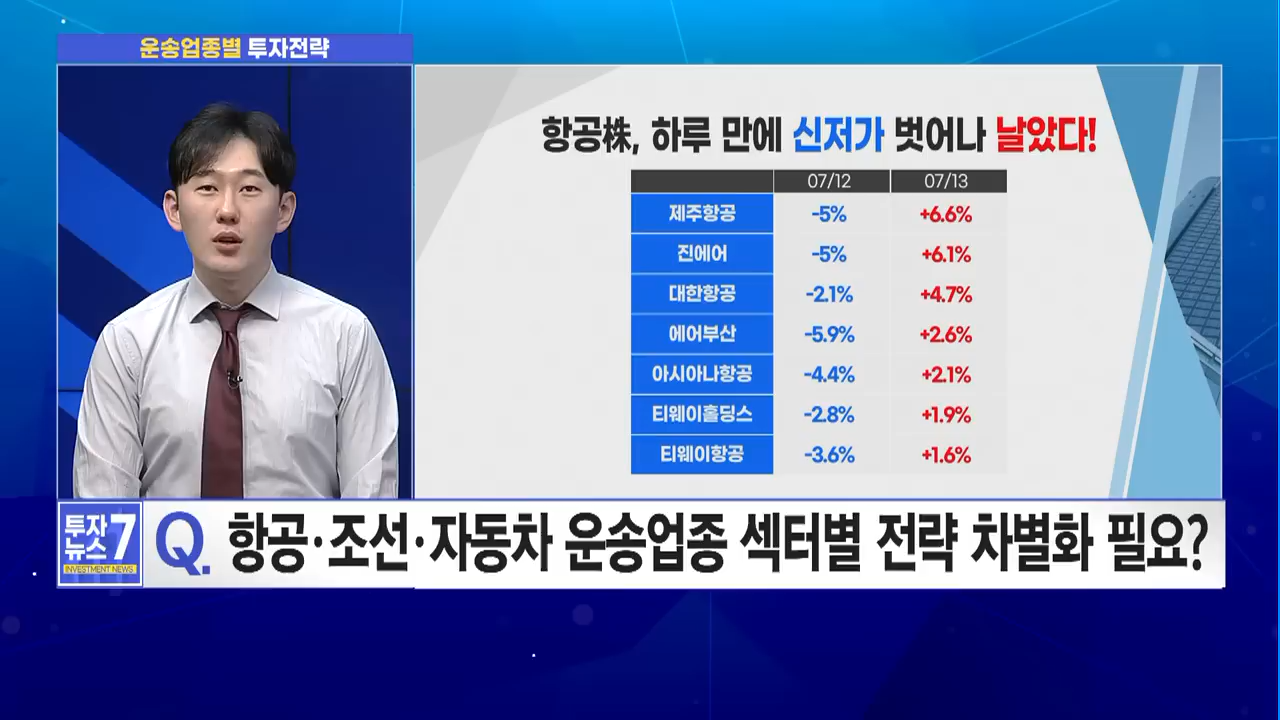 운송업종별 투자전략
항공株, 하루 만에 신저가 벗어나 날았다!
07/12 07/13
제주항공 -5% +6.6%
진에어 -5% +6.1%
대한항공 -2.1% +4.7%
에어부산 -5.9% +2.6%
아시아나항공 -4.4% +2.1%
티웨이홀딩스 -2.8% +1.9%
티웨이항공 -3.6% +1.6%
투자
뉴스 7
INVESTMENT NEWS
Q. 항공·조선·자동차 운송업종 섹터별 전략 차별화 필요?